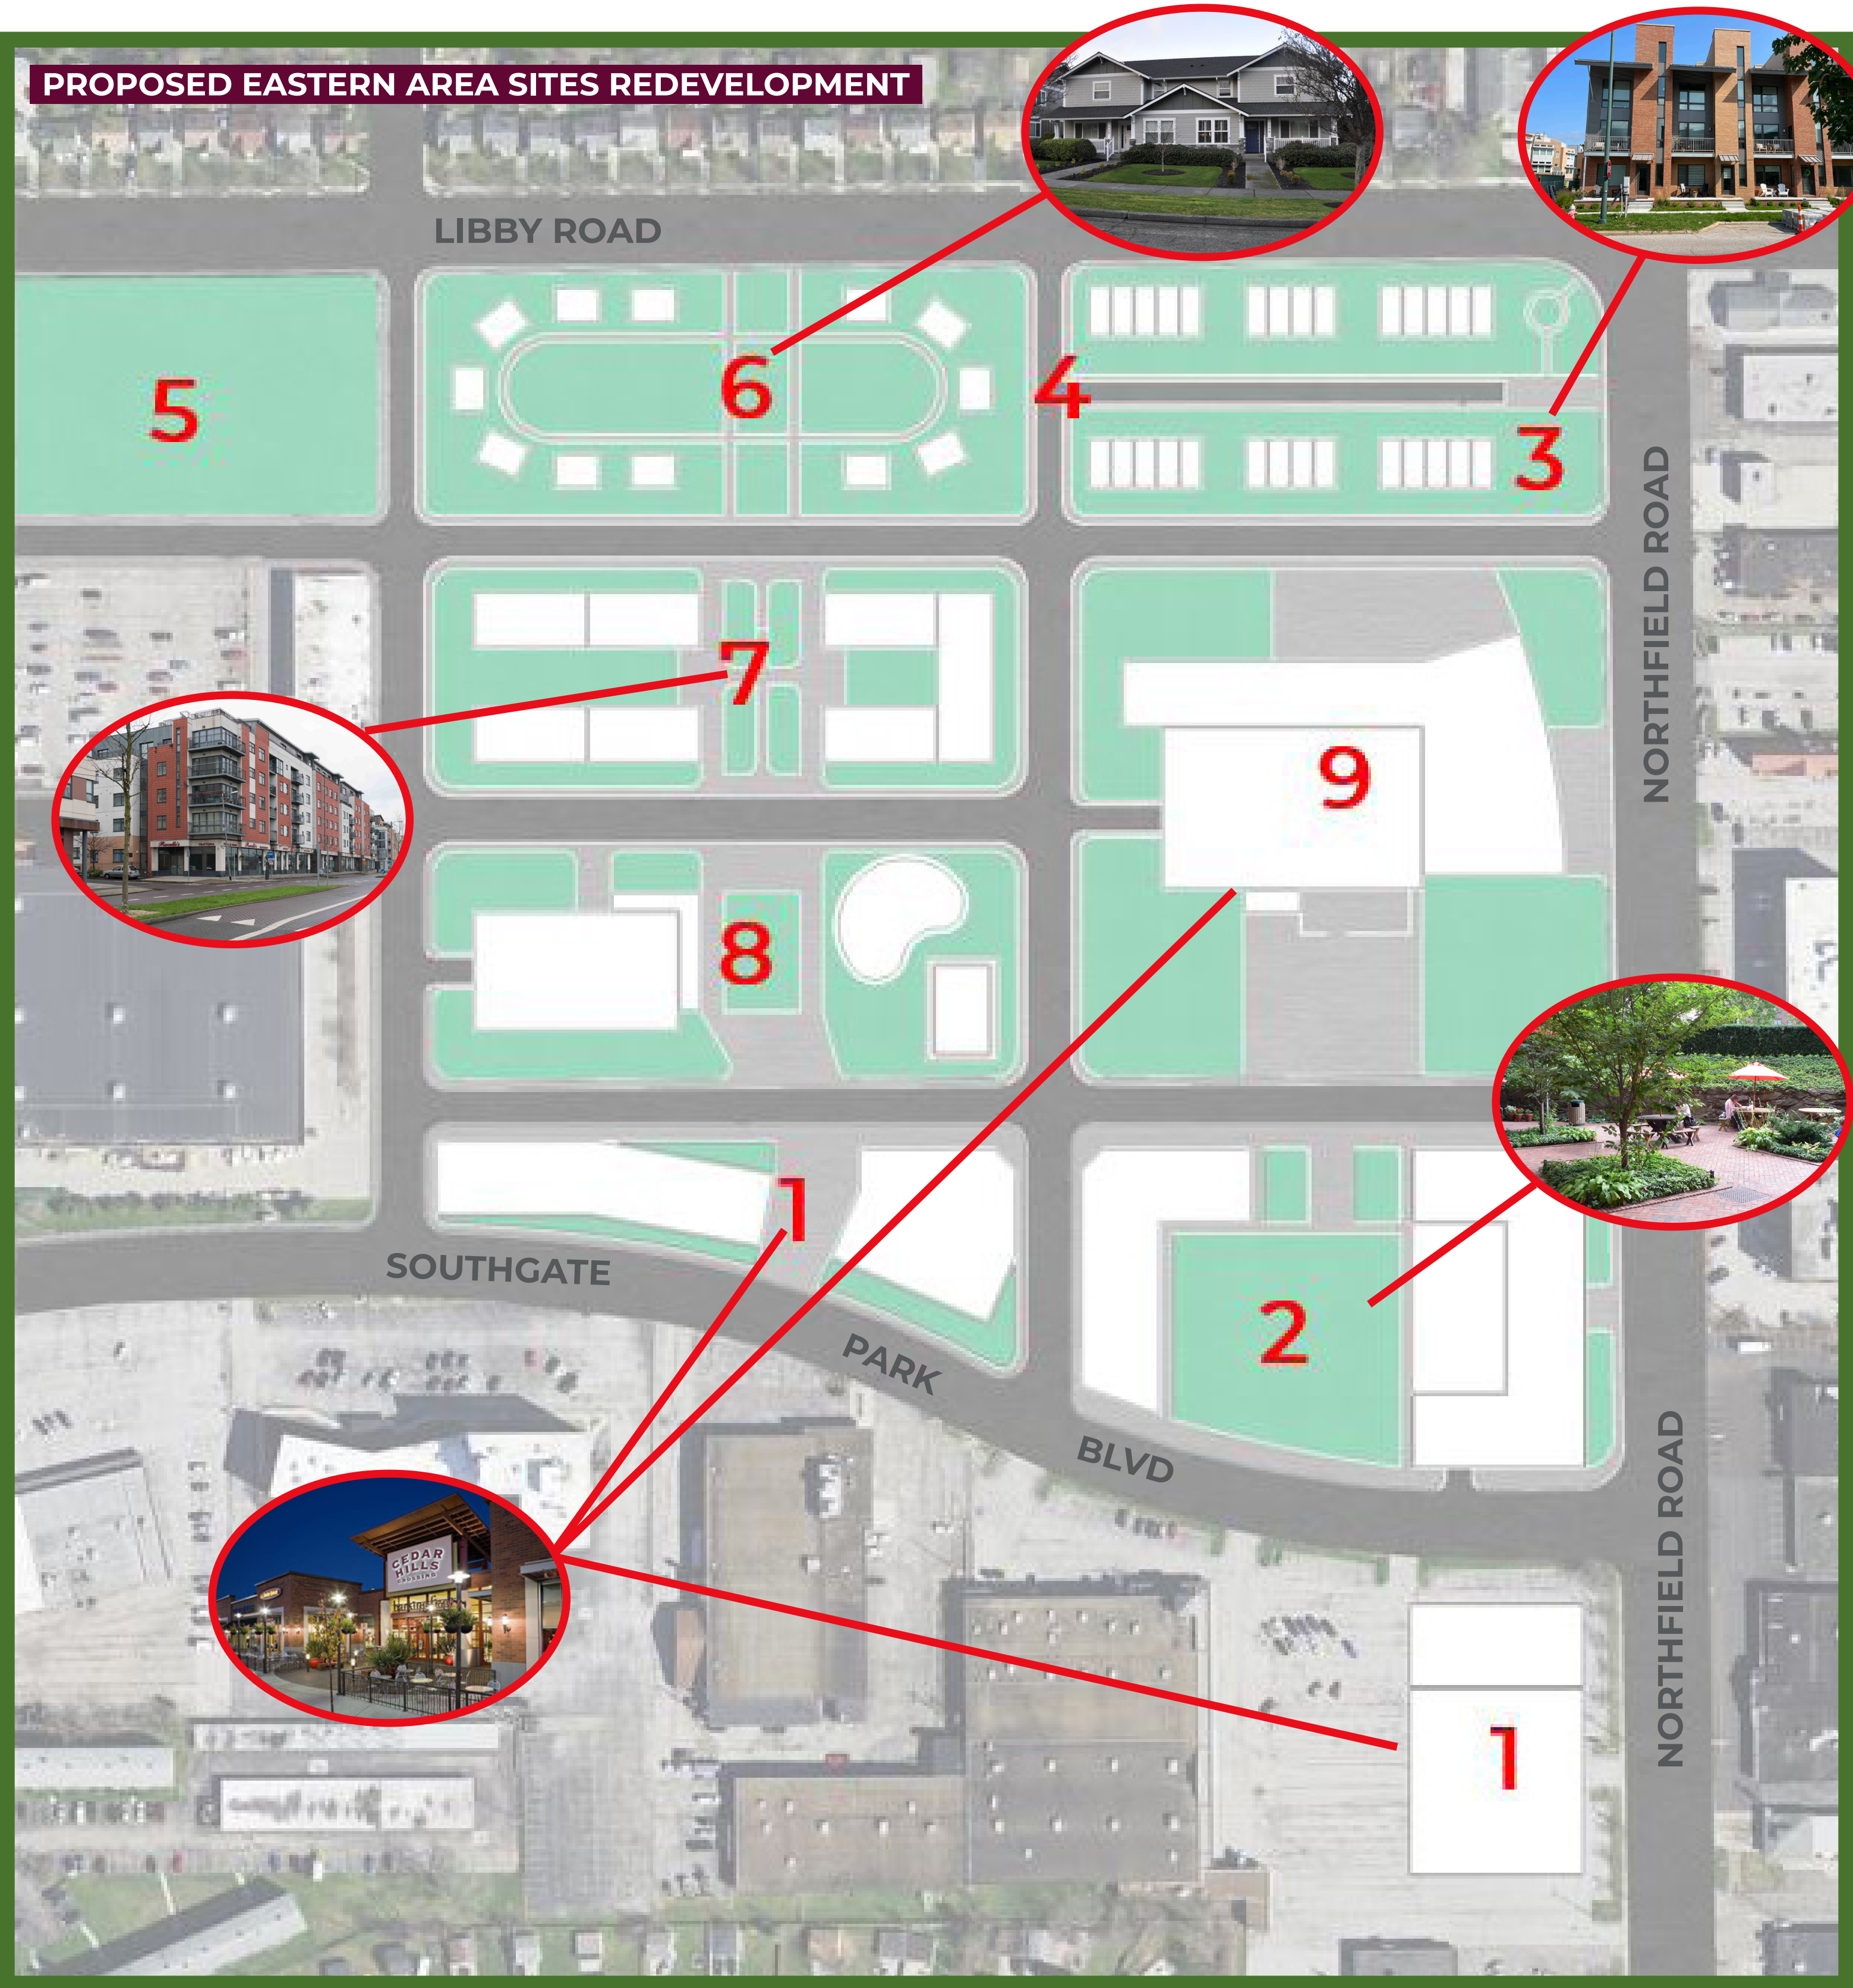 PROPOSED EASTERN AREA SITES REDEVELOPMENT
LIBBY ROAD
5
6
4
3
NORTHFIELD ROAD
7
9
8
1
SOUTHGATE
PARK
BLVD
2
CEDAR
HILLS
CROSSING
NORTHFIELD ROAD
1